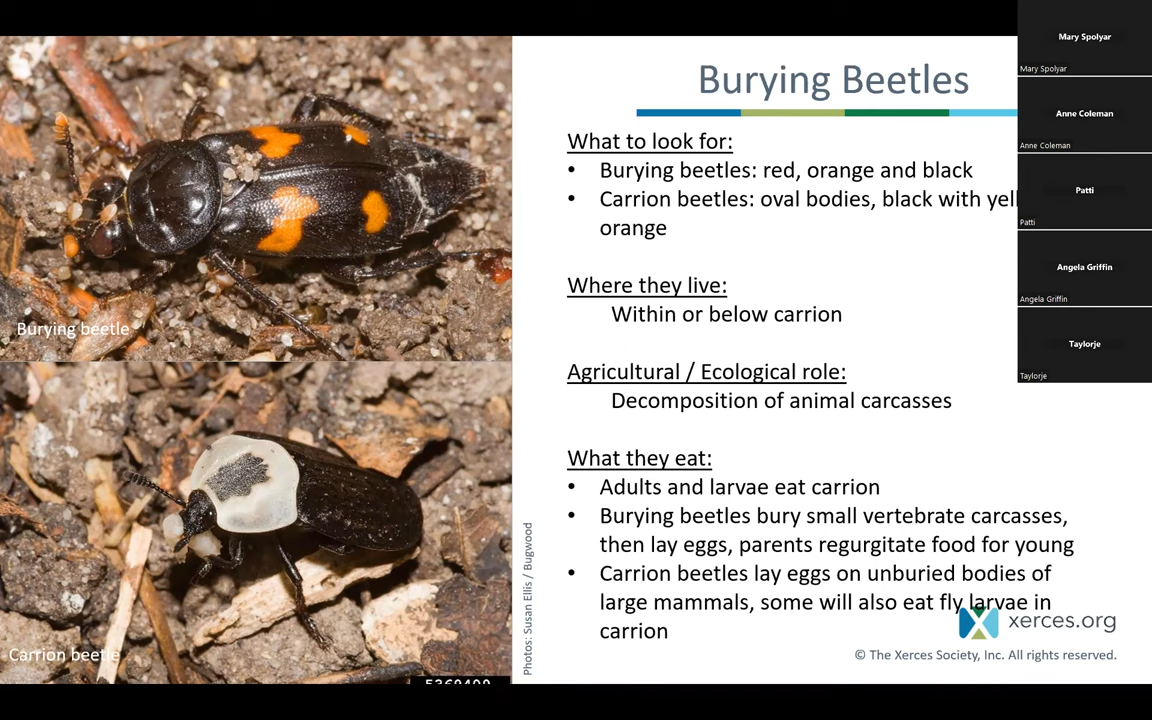 Burying Beetles
What to look for:
• Burying beetles: red, orange and black
• Carrion beetles: oval bodies, black with
orange
Where they live:
Within or below carrion
Agricultural / Ecological role:
Decomposition of animal carcasses
What they eat:
• Adults and larvae eat carrion
• Burying beetles bury small vertebrate carcasses,
then lay eggs, parents regurgitate food for young
• Carrion beetles lay eggs on unburied bodies of
large mammals, some will also eat fly larvae in
carrion
xerces.org
© The Xerces Society, Inc. All rights reserved.
Burying beetle
Carrion beetle
Photos: Susan Ellis / Bugwood
Mary Spolyar
Mary Spolyar
Anne Coleman
Anne Coleman
Patti
Patti
Angela Griffin
Angela Griffin
Taylorje
Taylorje